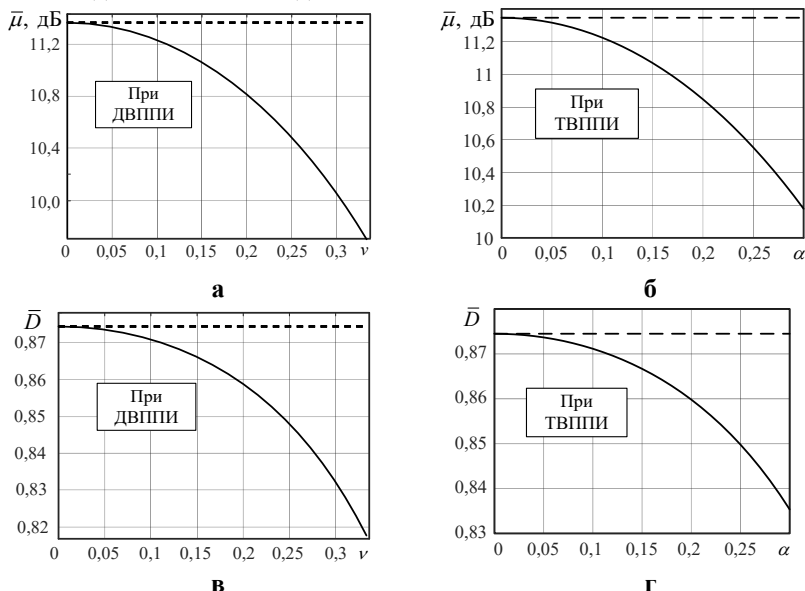 μ̄, дБ
11,2
10,8
10,4
10,0
При
ДВППИ
0 0,05 0,1 0,15 0,2 0,25 0,3 ν
а
μ̄, дБ
11,2
11
10,8
10,6
10,4
10,2
10
При
ТВППИ
0 0,05 0,1 0,15 0,2 0,25 α
б
D̄
0,87
0,86
0,85
0,84
0,83
0,82
При
ДВППИ
0 0,05 0,1 0,15 0,2 0,25 0,3 ν
в
D̄
0,87
0,86
0,85
0,84
0,83
При
ТВППИ
0 0,05 0,1 0,15 0,2 0,25 α
г